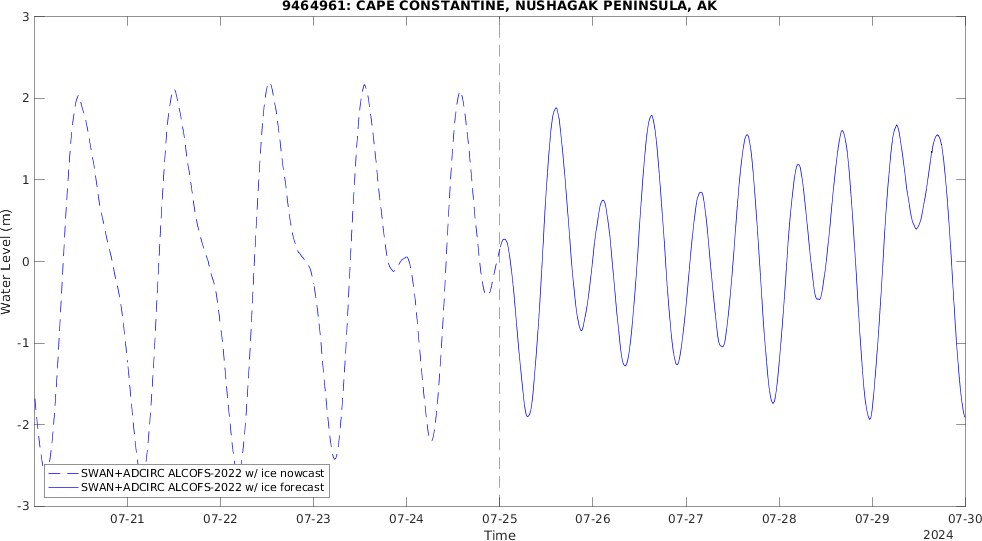 9464961: CAPE CONSTANTINE, NUSHAGAK PENINSULA, AK
3
2
1
0
-1
-2
-3
Water Level (m)
SWAN+ADCIRC ALCOFS-2022 w/ ice nowcast
SWAN+ADCIRC ALCOFS-2022 w/ ice forecast
07-21 07-22 07-23 07-24 07-25 07-26 07-27 07-28 07-29 07-30
Time
2024